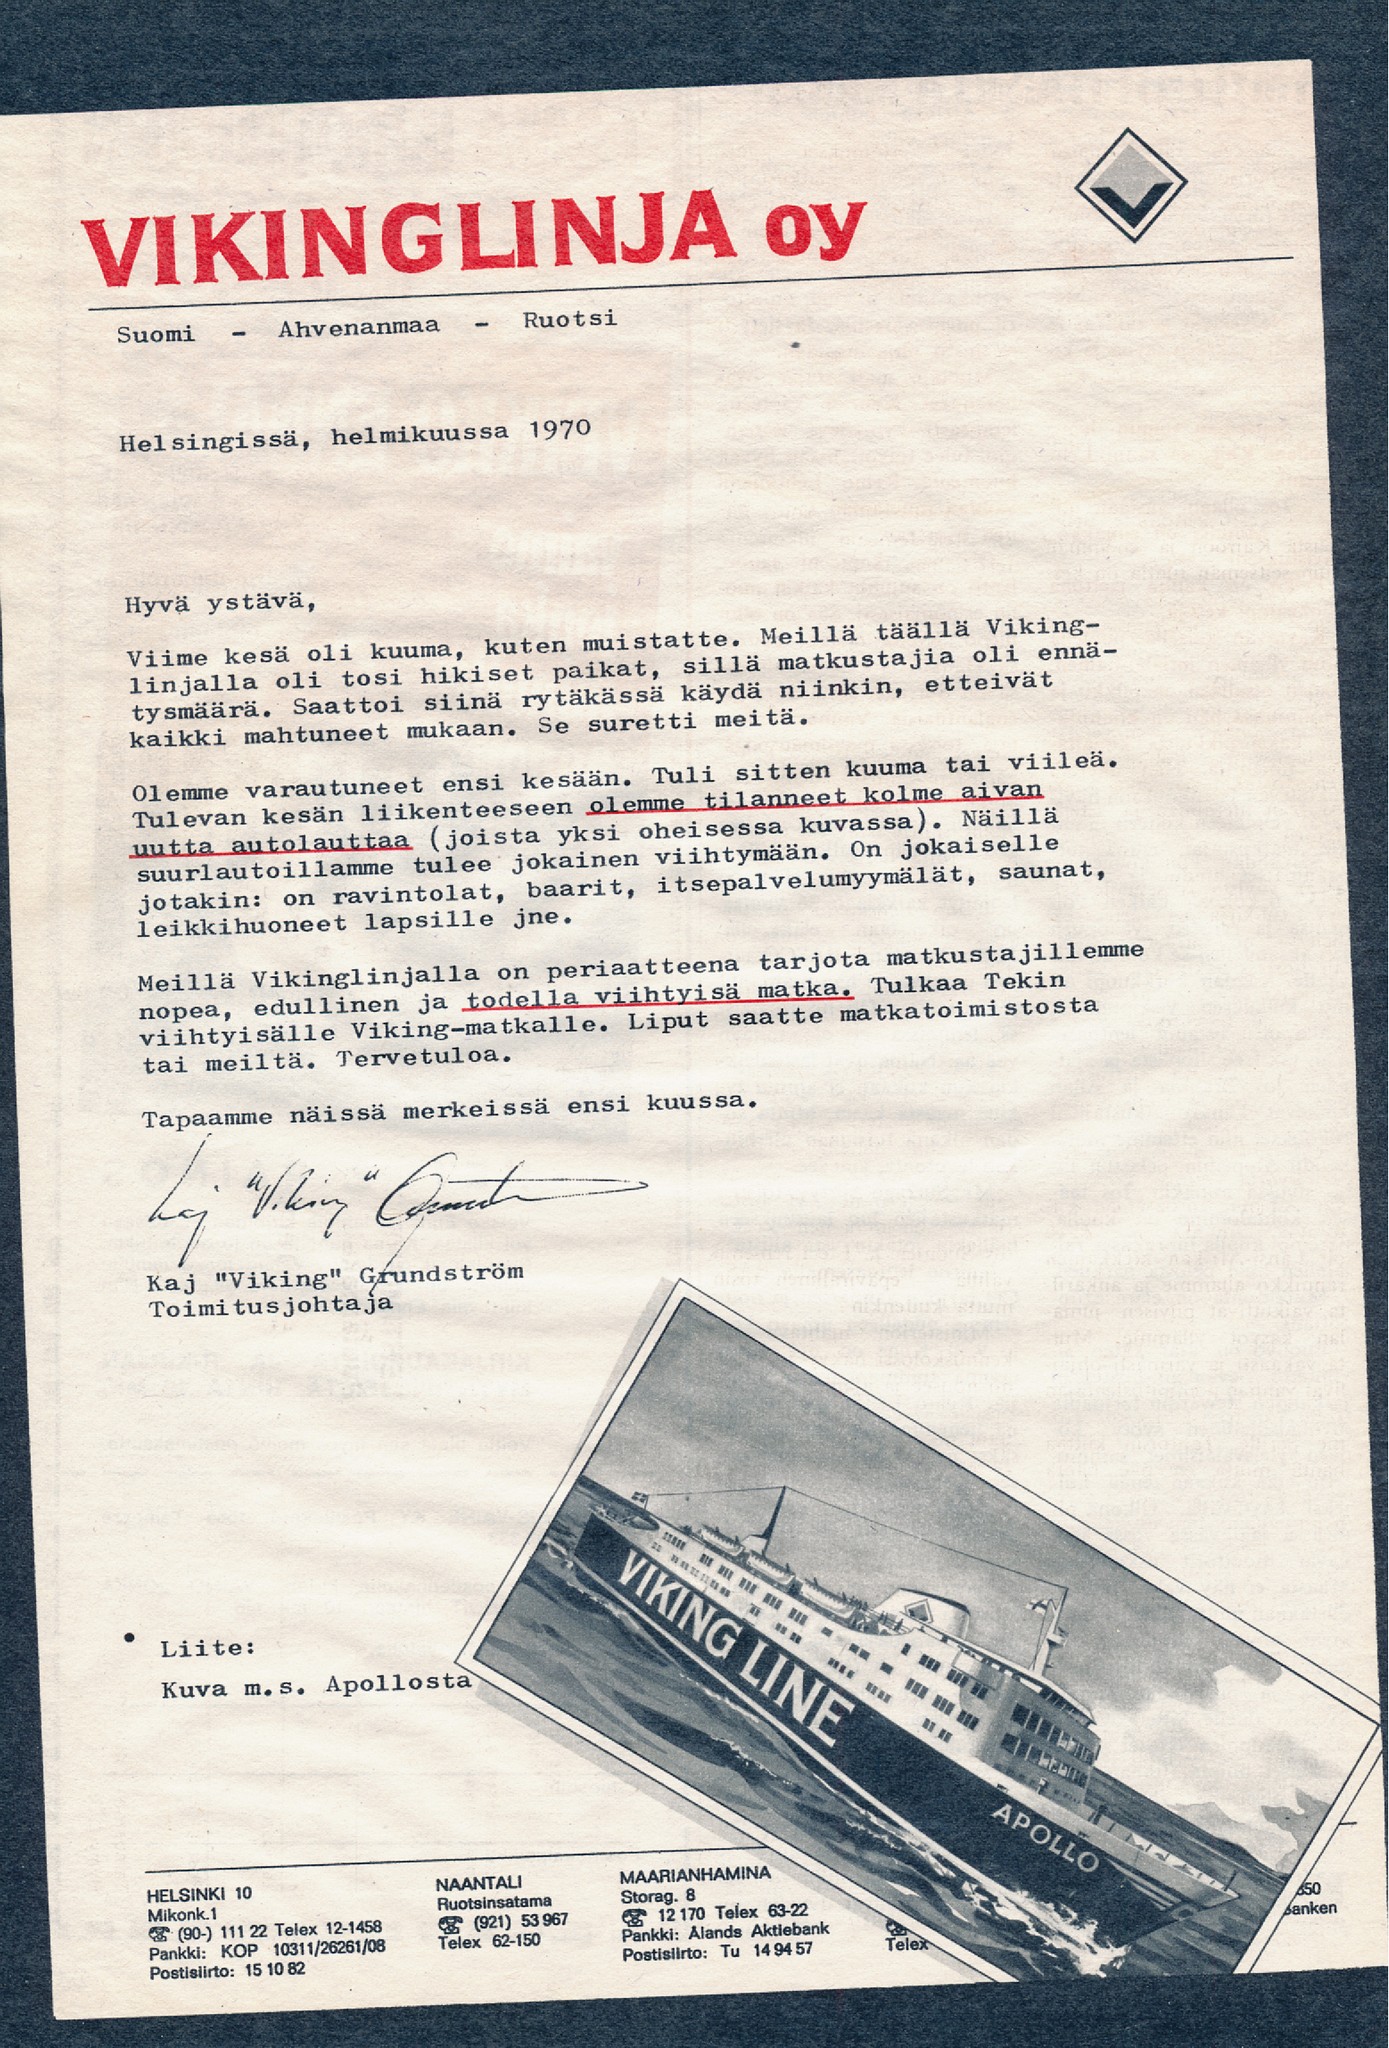 VIKINGLINJA oy
Suomi - Ahvenanmaa - Ruotsi
Helsingissä, helmikuussa 1970
Hyvä ystävä,
Viime kesä oli kuuma, kuten muistatte. Meillä täällä Viking-
linjalla oli tosi hikiset paikat, sillä matkustajia oli ennä-
tysmäärä. Saattoi siinä rytäkässä käydä niinkin, etteivät
kaikki mahtuneet mukaan. Se suretti meitä.
Olemme varautuneet ensi kesään. Tuli sitten kuuma tai viileä.
Tulevan kesän liikenteeseen olemme tilanneet kolme aivan
uutta autolauttaa (joista yksi oheisessa kuvassa). Näillä
suurlautoillamme tulee jokainen viihtymään. On jokaiselle
jotakin: on ravintolat, baarit, itsepalvelumyymälät, saunat,
leikkihuoneet lapsille jne.
Meillä Vikinglinjalla on periaatteena tarjota matkustajillemme
nopea, edullinen ja todella viihtyisä matka. Tulkaa Tekin
viihtyisälle Viking-matkalle. Liput saatte matkatoimistosta
tai meiltä. Tervetuloa.
Tapaamme näissä merkeissä ensi kuussa.
Kaj "Viking" Grundström
Kaj "Viking" Grundström
Toimitusjohtaja
Liite:
Kuva m.s. Apollosta
VIKING LINE
APOLLO
HELSINKI 10
Mikonk.1
☎ (90-) 111 22 Telex 12-1458
Pankki: KOP 10311/26261/08
Postisiirto: 15 10 82
NAANTALI
Ruotsinsatama
☎ (921) 53 967
Telex 62-150
MAARIANHAMINA
Storag. 8
☎ 12 170 Telex 63-22
Pankki: Ålands Aktiebank
Postisiirto: Tu 14 94 57
☎
Telex
350
banken